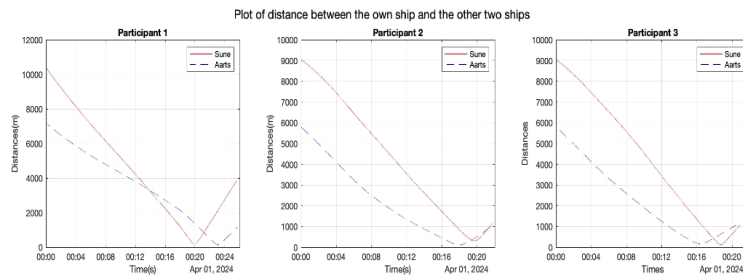 Plot of distance between the own ship and the other two ships
Participant 1
Distances(m)
12000
10000
8000
6000
4000
2000
0
Sune
Aarts
00:00 00:04 00:08 00:12 00:16 00:20 00:24
Time(s)
Apr 01, 2024
Participant 2
Distances(m)
10000
9000
8000
7000
6000
5000
4000
3000
2000
1000
0
Sune
Aarts
00:00 00:04 00:08 00:12 00:16 00:20
Time(s)
Apr 01, 2024
Participant 3
Distances
10000
9000
8000
7000
6000
5000
4000
3000
2000
1000
0
Sune
Aarts
00:00 00:04 00:08 00:12 00:16 00:20
Times
Apr 01, 2024